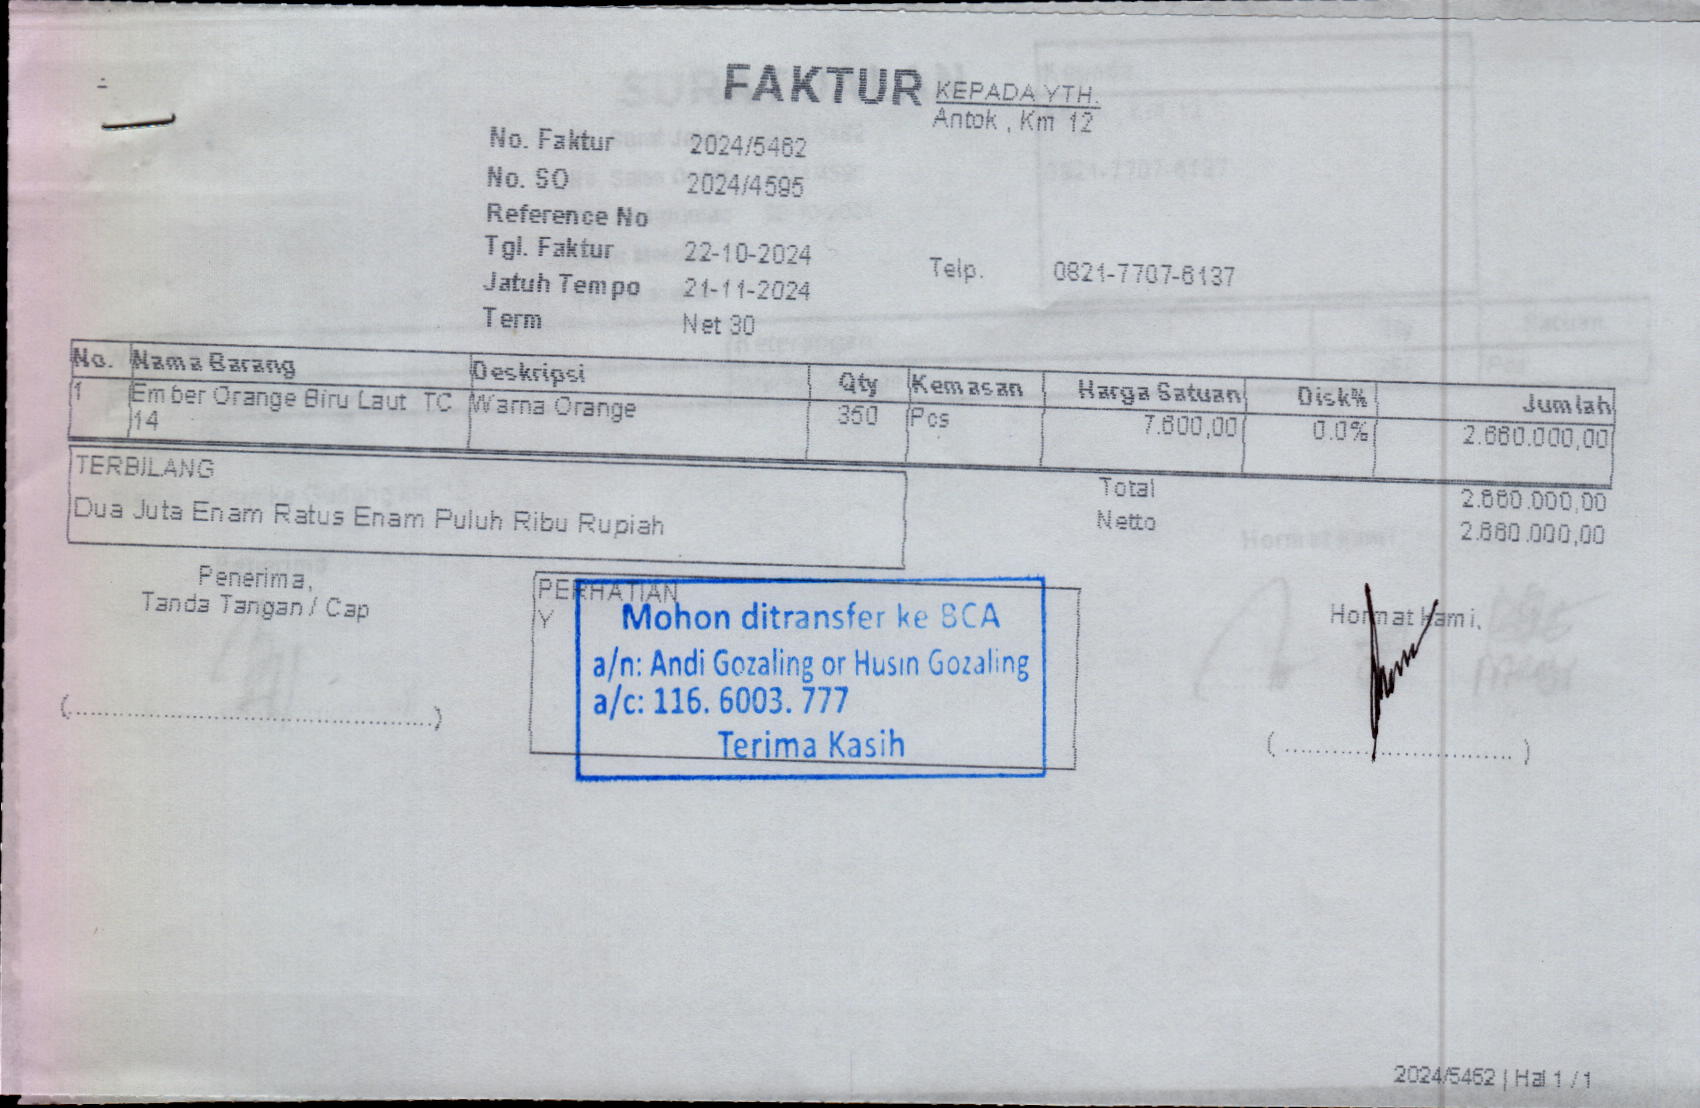 FAKTUR
KEPADA YTH.
Antok , Km 12
No. Faktur 2024/5462
No. SO 2024/4595
Reference No
Tgl. Faktur 22-10-2024
Jatuh Tempo 21-11-2024
Term Net 30
Telp. 0821-7707-6137
No. Nama Barang Deskripsi Qty Kemasan Harga Satuan Disk% Jumlah
1 Ember Orange Biru Laut TC Warna Orange 350 Pcs 7.600,00 0.0% 2.660.000,00
14
TERBILANG
Dua Juta Enam Ratus Enam Puluh Ribu Rupiah
Total 2.660.000,00
Netto 2.660.000,00
Penerima,
Tanda Tangan / Cap
(........................................)
PERHATIAN
Y
Mohon ditransfer ke BCA
a/n: Andi Gozaling or Husin Gozaling
a/c: 116. 6003. 777
Terima Kasih
Hormat kami,
(..............................)
2024/5462 | Hal 1 / 1